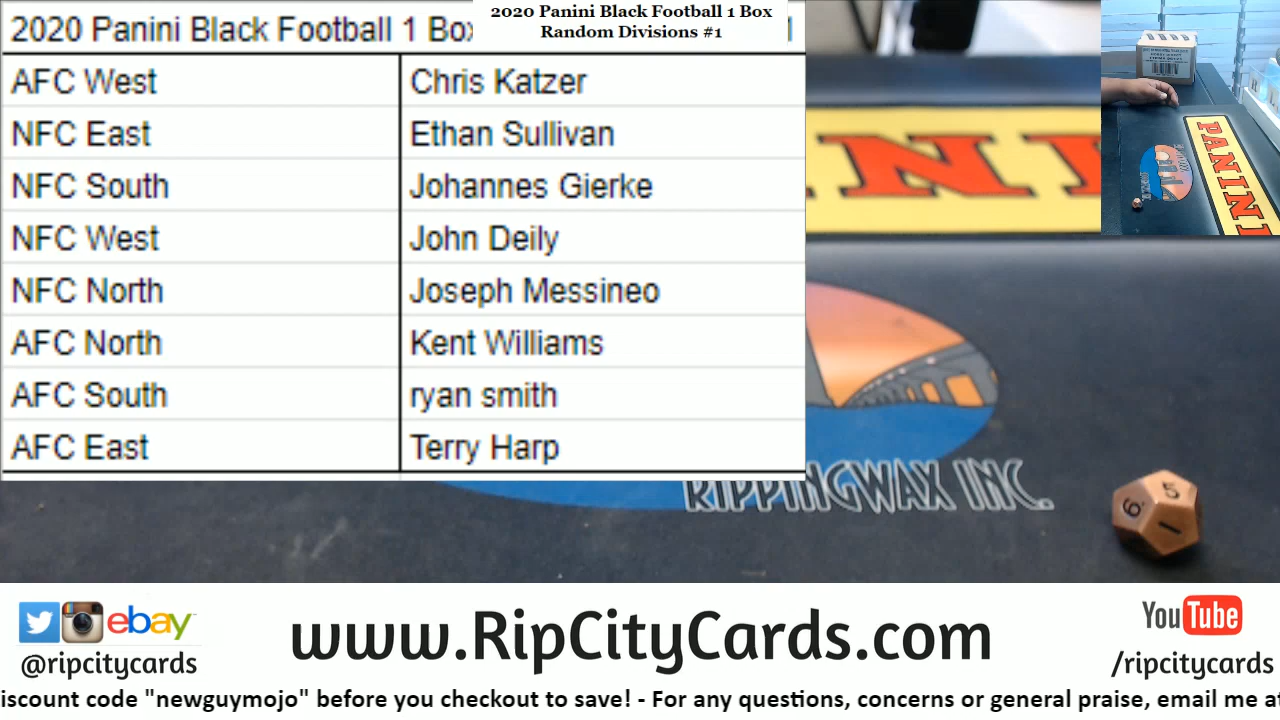 2020 Panini Black Football 1 Box
2020 Panini Black Football 1 Box
Random Divisions #1
AFC West Chris Katzer
NFC East Ethan Sullivan
NFC South Johannes Gierke
NFC West John Deily
NFC North Joseph Messineo
AFC North Kent Williams
AFC South ryan smith
AFC East Terry Harp
PANINI
RIPPINGWAX INC.
6
5
1
ebay
@ripcitycards
www.RipCityCards.com
YouTube
/ripcitycards
iscount code "newguymojo" before you checkout to save! - For any questions, concerns or general praise, email me at